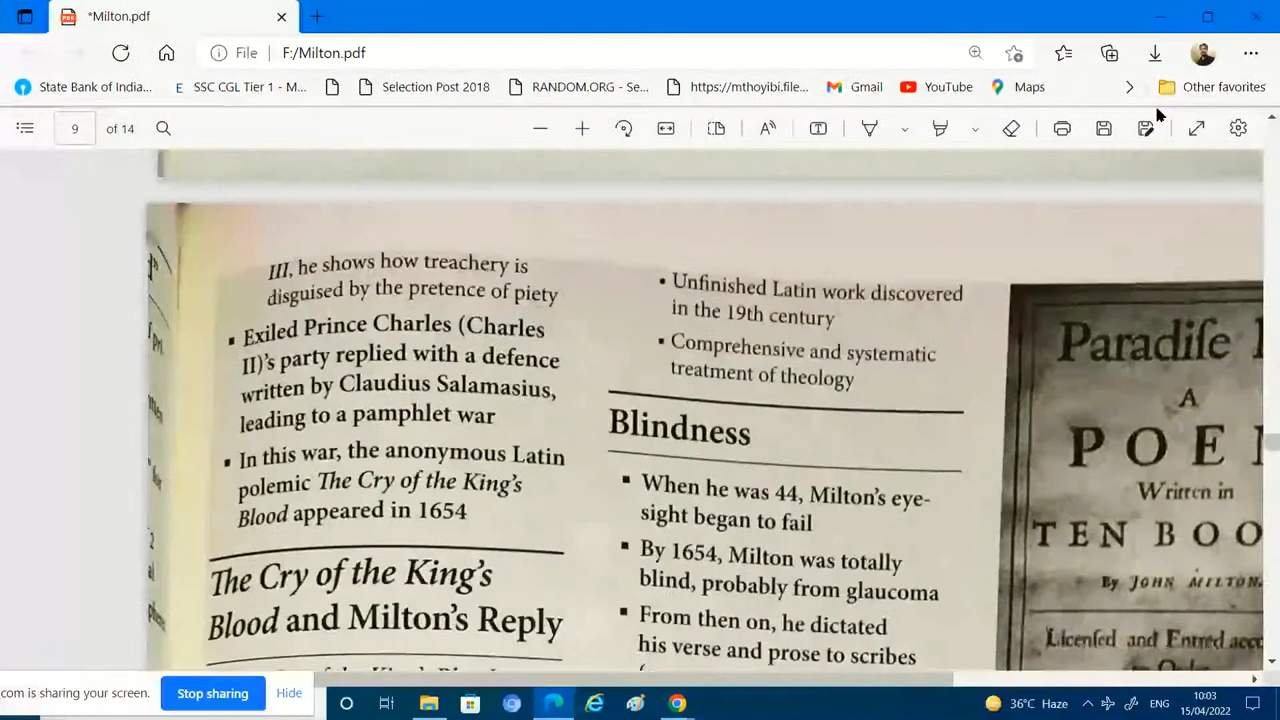 *Milton.pdf
File
F:/Milton.pdf
State Bank of India...
SSC CGL Tier 1 - M...
Selection Post 2018
RANDOM.ORG - Se...
https://mthoyibi.file...
Gmail
YouTube
Maps
Other favorites
9 of 14
III, he shows how treachery is
disguised by the pretence of piety
▪ Exiled Prince Charles (Charles
II)'s party replied with a defence
written by Claudius Salamasius,
leading to a pamphlet war
▪ In this war, the anonymous Latin
polemic The Cry of the King's
Blood appeared in 1654
The Cry of the King's
Blood and Milton's Reply
• Unfinished Latin work discovered
in the 19th century
▪ Comprehensive and systematic
treatment of theology
Blindness
▪ When he was 44, Milton's eye-
sight began to fail
▪ By 1654, Milton was totally
blind, probably from glaucoma
▪ From then on, he dictated
his verse and prose to scribes
Paradiſe
A
POE
Written in
TEN BOO
By JOHN MILTON.
Licenſed and Entred
com is sharing your screen.
Stop sharing
Hide
36°C Haze
ENG
10:03
15/04/2022